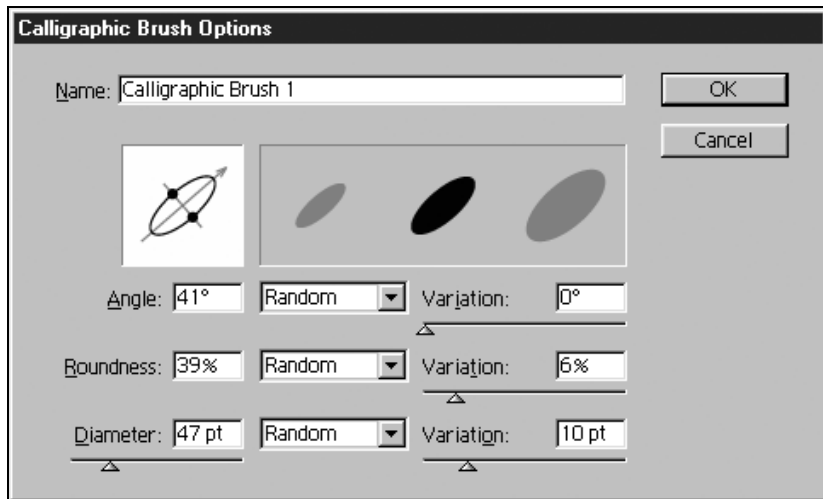 Calligraphic Brush Options
Name: Calligraphic Brush 1 OK
Cancel
Angle: 41° Random Variation: 0°
Roundness: 39% Random Variation: 6%
Diameter: 47 pt Random Variation: 10 pt